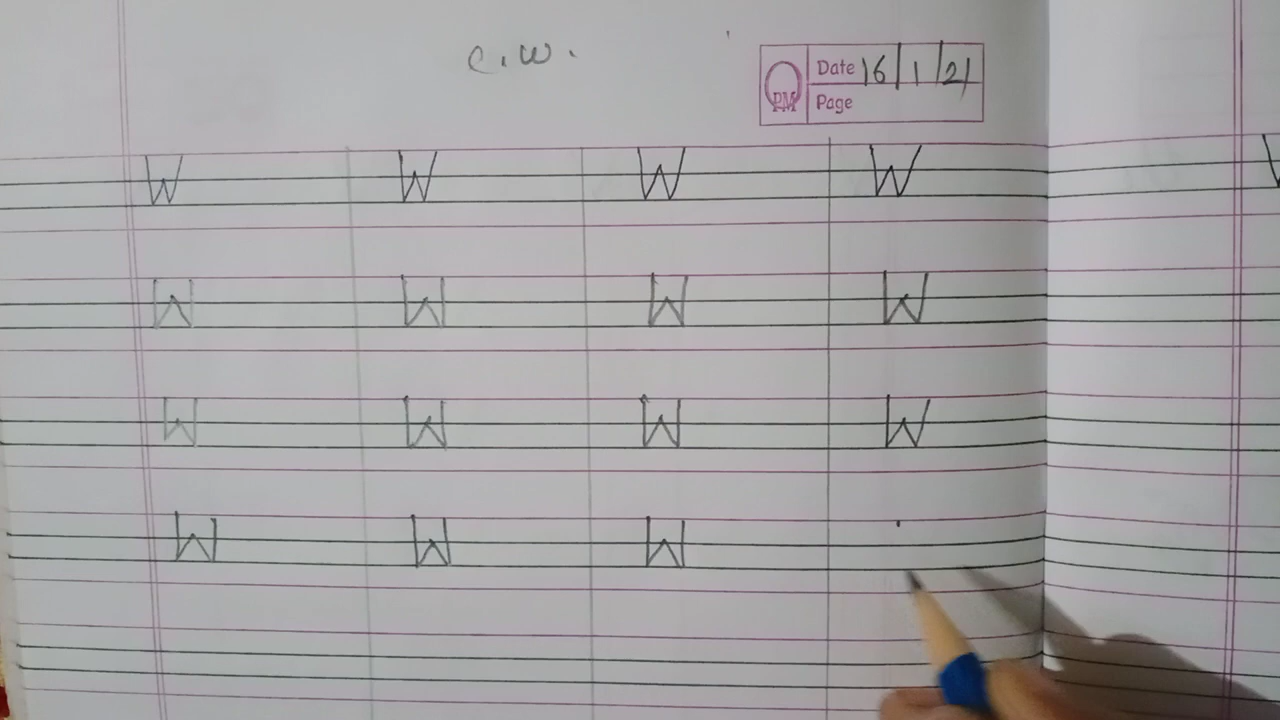 C.W.
PM
Date 16/1/21
Page
W W W W
W W W W
W W W W
W W W